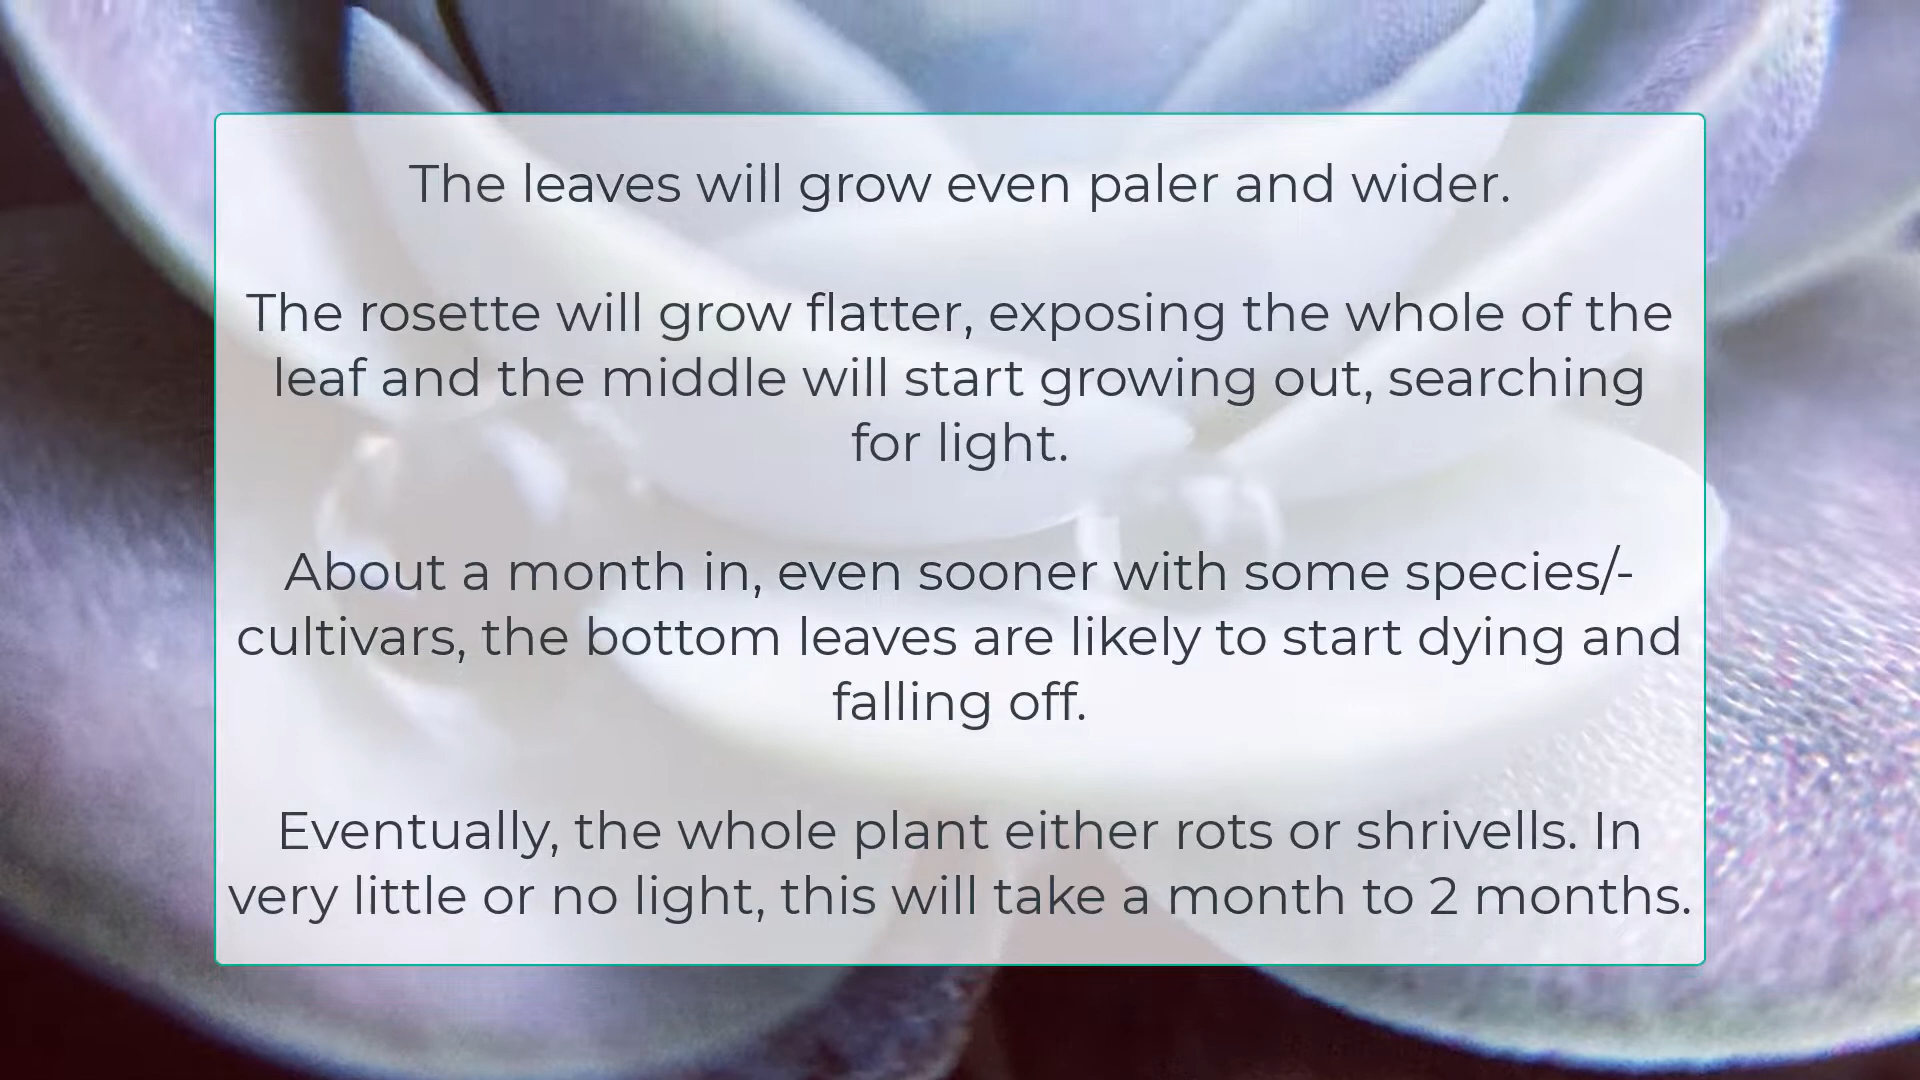 The leaves will grow even paler and wider.
The rosette will grow flatter, exposing the whole of the
leaf and the middle will start growing out, searching
for light.
About a month in, even sooner with some species/-
cultivars, the bottom leaves are likely to start dying and
falling off.
Eventually, the whole plant either rots or shrivells. In
very little or no light, this will take a month to 2 months.